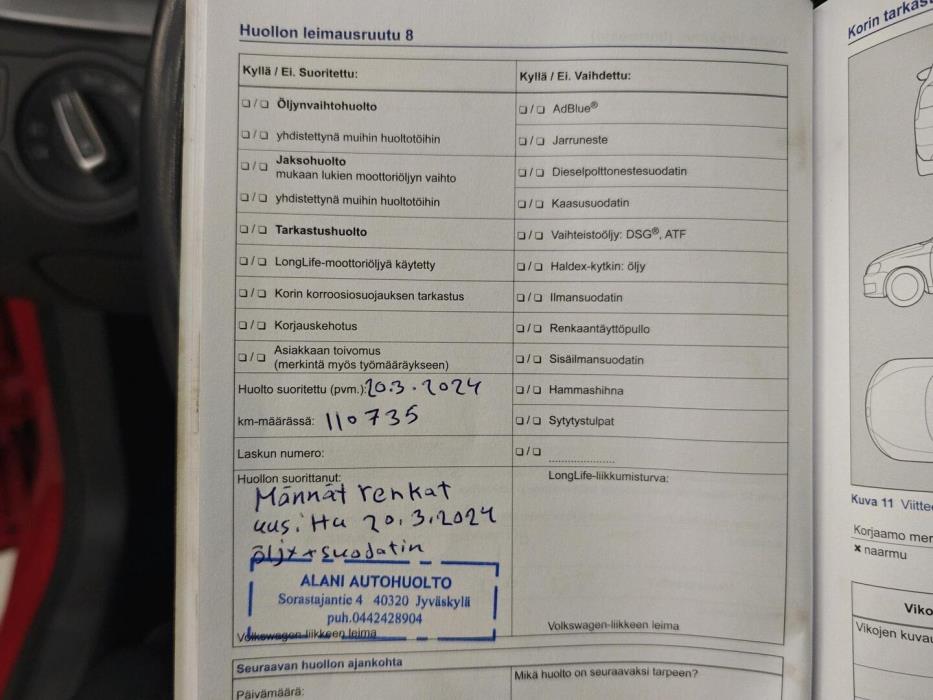 Huollon leimausruutu 8
Korin tarkas
Kyllä / Ei. Suoritettu:
Kyllä / Ei. Vaihdettu:
❑ / ❑ Öljynvaihtohuolto
❑ / ❑ AdBlue®
❑ / ❑ yhdistettynä muihin huoltotöihin
❑ / ❑ Jarruneste
❑ / ❑ Jaksohuolto
mukaan lukien moottoriöljyn vaihto
❑ / ❑ Dieselpolttonestesuodatin
❑ / ❑ yhdistettynä muihin huoltotöihin
❑ / ❑ Kaasusuodatin
❑ / ❑ Tarkastushuolto
❑ / ❑ Vaihteistoöljy: DSG®, ATF
❑ / ❑ LongLife-moottoriöljyä käytetty
❑ / ❑ Haldex-kytkin: öljy
❑ / ❑ Korin korroosiosuojauksen tarkastus
❑ / ❑ Ilmansuodatin
❑ / ❑ Korjauskehotus
❑ / ❑ Renkaantäyttöpullo
❑ / ❑ Asiakkaan toivomus
(merkintä myös työmääräykseen)
❑ / ❑ Sisäilmansuodatin
Huolto suoritettu (pvm.): 20.3.2024
❑ / ❑ Hammashihna
km-määrässä: 110735
❑ / ❑ Sytytystulpat
Laskun numero:
❑ / ❑ ....................
Huollon suorittanut:
LongLife-liikkumisturva:
Männät renkat
uusittu 20.3.2024
öljy + suodatin
ALANI AUTOHUOLTO
Sorastajantie 4 40320 Jyväskylä
puh.0442428904
Volkswagen-liikkeen leima
Volkswagen-liikkeen leima
Seuraavan huollon ajankohta
Mikä huolto on seuraavaksi tarpeen?
Päivämäärä:
Kuva 11 Viittee
Korjaamo mer
× naarmu
Viko
Vikojen kuvau